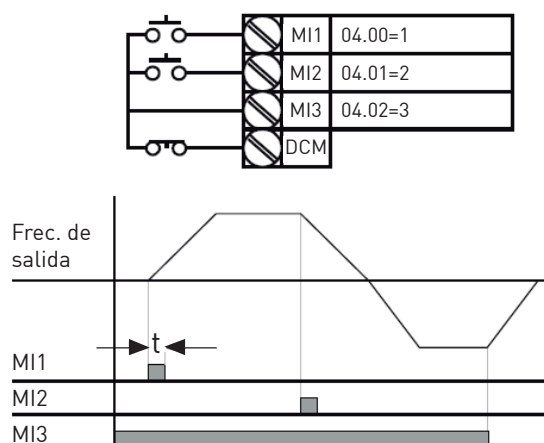 MI1 04.00=1
MI2 04.01=2
MI3 04.02=3
DCM
Frec. de
salida
t
MI1
MI2
MI3